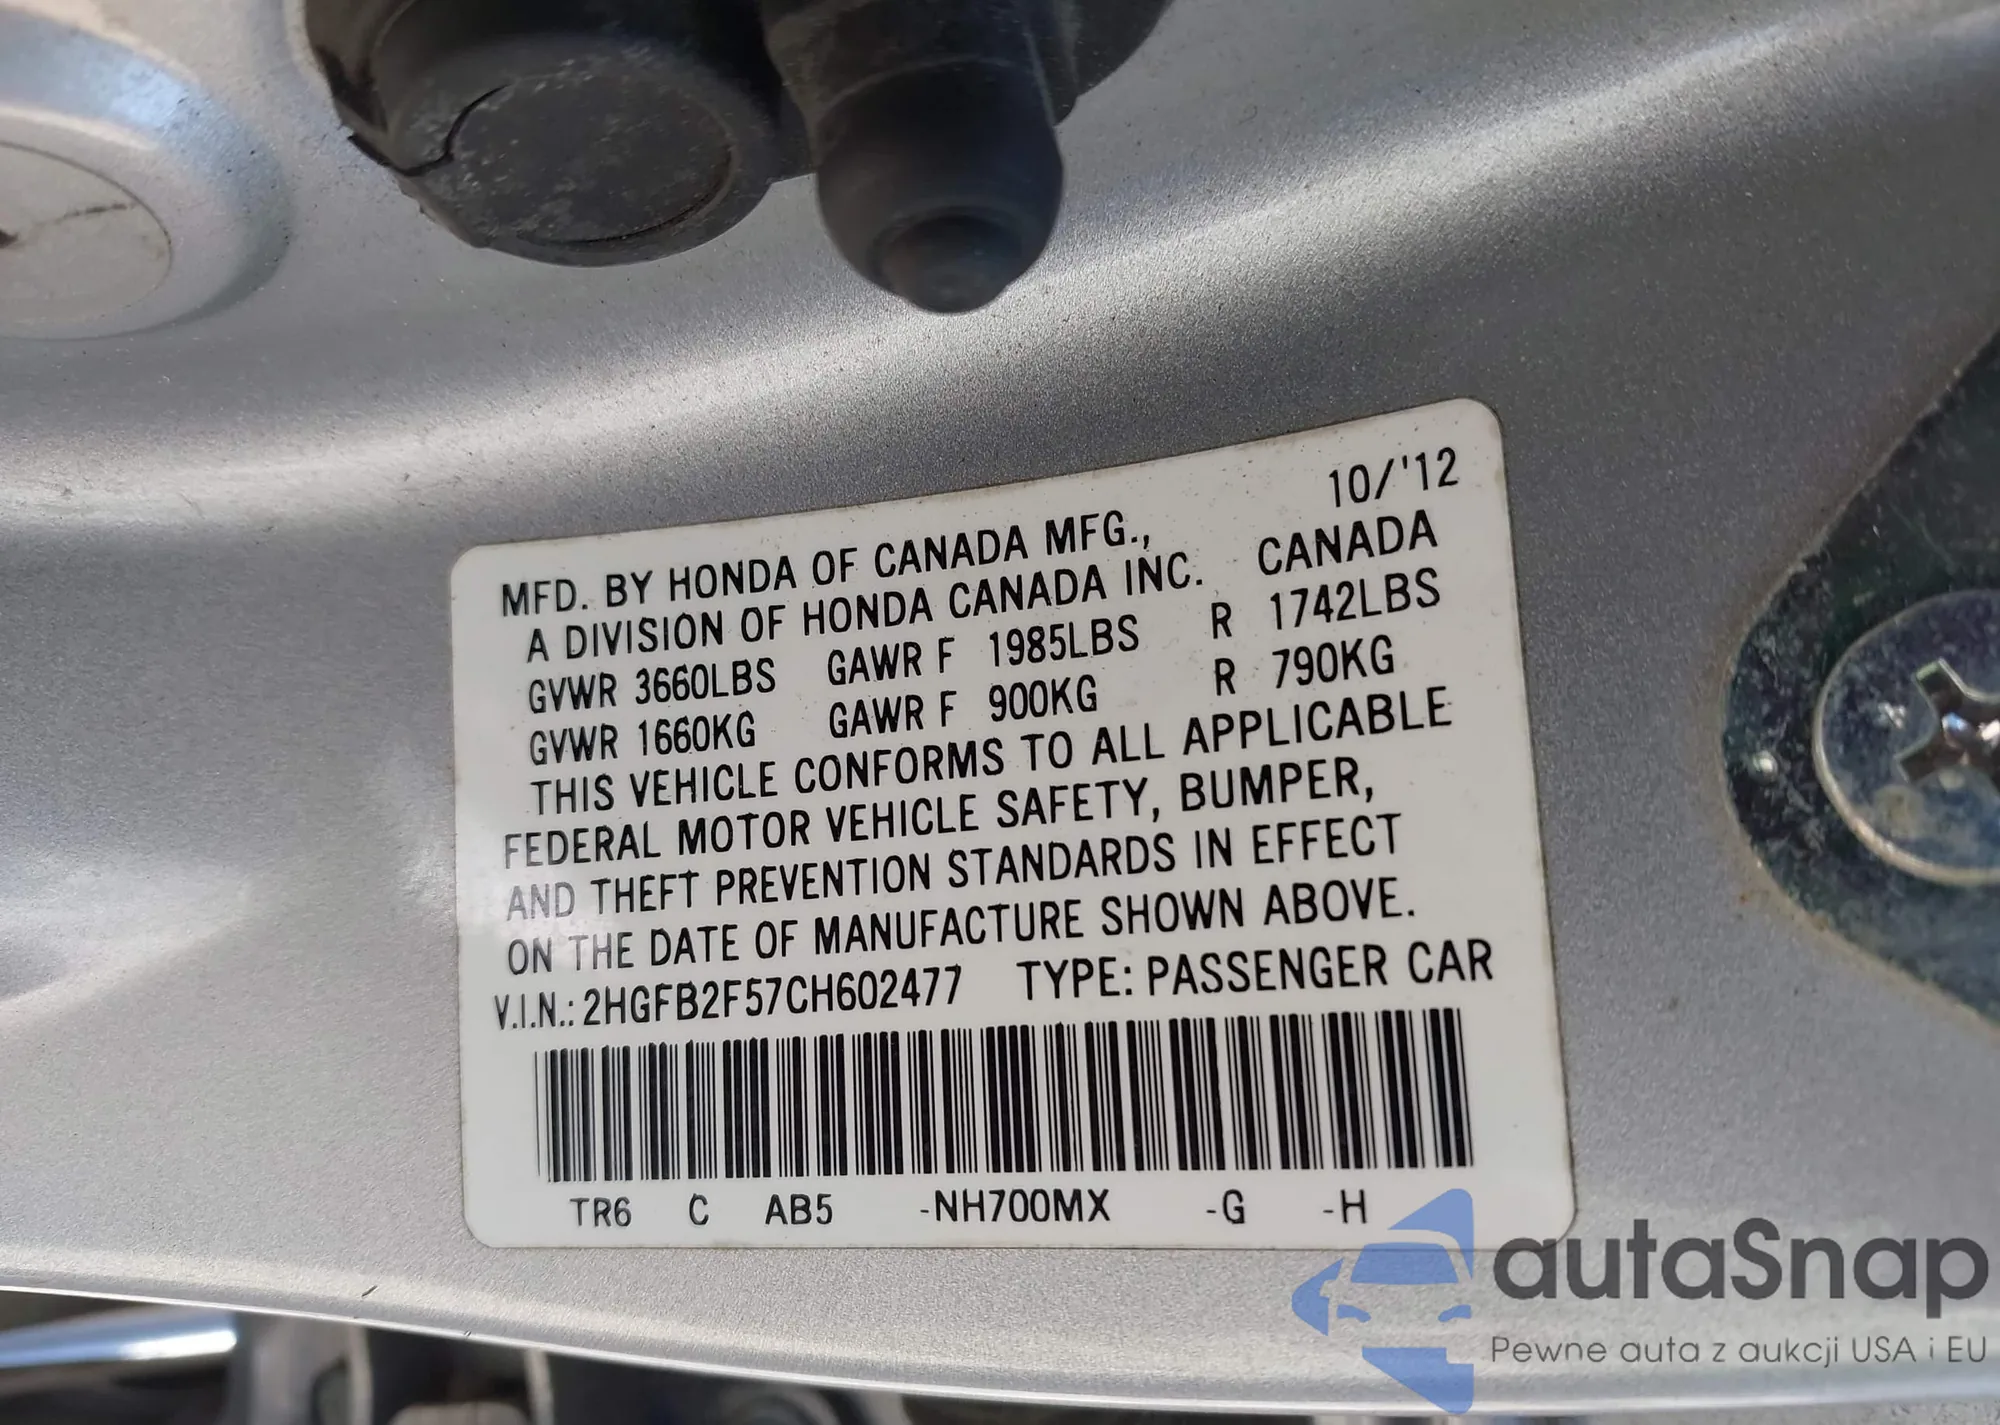 10/'12
MFD. BY HONDA OF CANADA MFG.,
A DIVISION OF HONDA CANADA INC. CANADA
GVWR 3660LBS GAWR F 1985LBS R 1742LBS
GVWR 1660KG GAWR F 900KG R 790KG
THIS VEHICLE CONFORMS TO ALL APPLICABLE
FEDERAL MOTOR VEHICLE SAFETY, BUMPER,
AND THEFT PREVENTION STANDARDS IN EFFECT
ON THE DATE OF MANUFACTURE SHOWN ABOVE.
V.I.N.: 2HGFB2F57CH602477 TYPE: PASSENGER CAR
TR6 C AB5 -NH700MX -G -H
autaSnap
Pewne auta z aukcji USA i EU